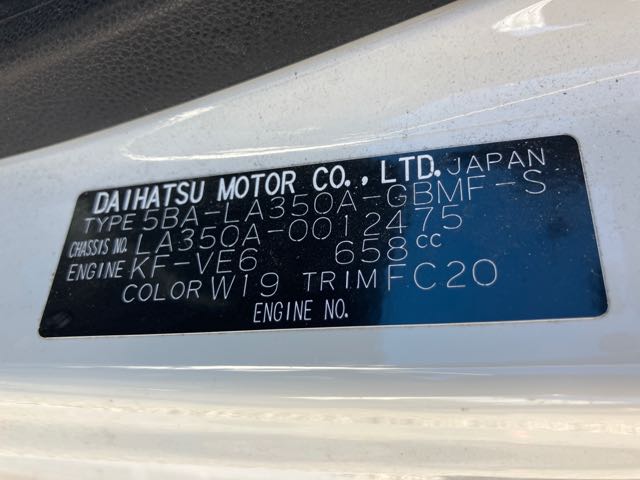 DAIHATSU MOTOR CO., LTD. JAPAN
TYPE 5BA-LA350A-GBMF-S
CHASSIS NO. LA350A-0012475
ENGINE KF-VE6 658cc
COLOR W19 TRIM FC20
ENGINE NO.